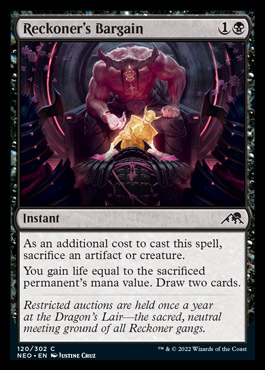 Reckoner's Bargain 1
Instant
As an additional cost to cast this spell,
sacrifice an artifact or creature.
You gain life equal to the sacrificed
permanent's mana value. Draw two cards.
Restricted auctions are held once a year
at the Dragon's Lair—the sacred, neutral
meeting ground of all Reckoner gangs.
120/302 C
NEO • EN Justine Cruz ™ & © 2022 Wizards of the Coast